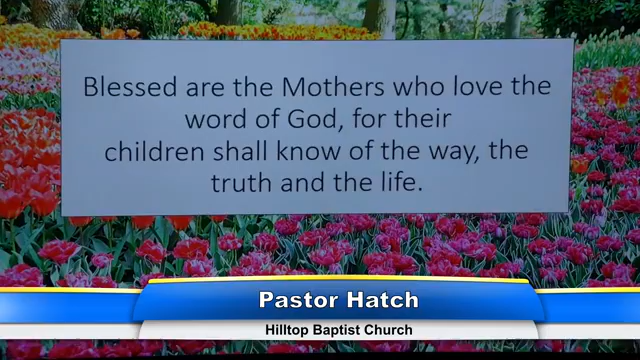 Blessed are the Mothers who love the
word of God, for their
children shall know of the way, the
truth and the life.
Pastor Hatch
Hilltop Baptist Church